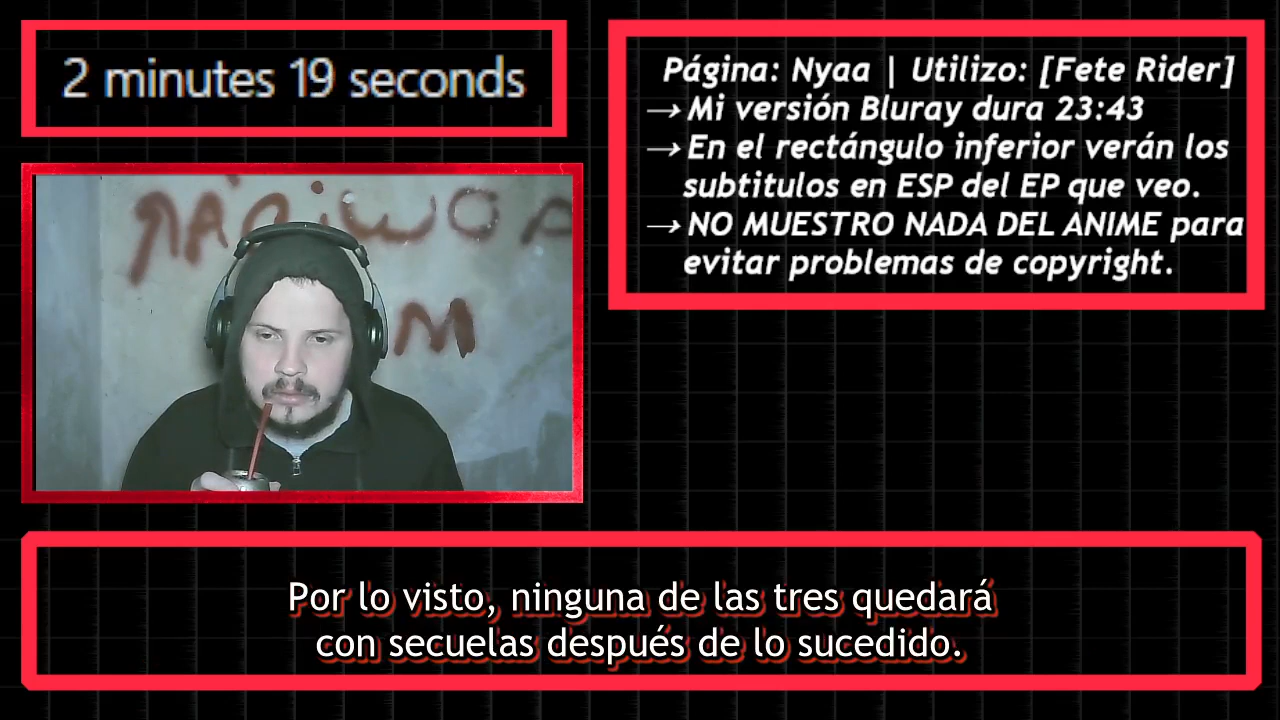 2 minutes 19 seconds
Página: Nyaa | Utilizo: [Fete Rider]
→ Mi versión Bluray dura 23:43
→ En el rectángulo inferior verán los
subtitulos en ESP del EP que veo.
→ NO MUESTRO NADA DEL ANIME para
evitar problemas de copyright.
Por lo visto, ninguna de las tres quedará
con secuelas después de lo sucedido.